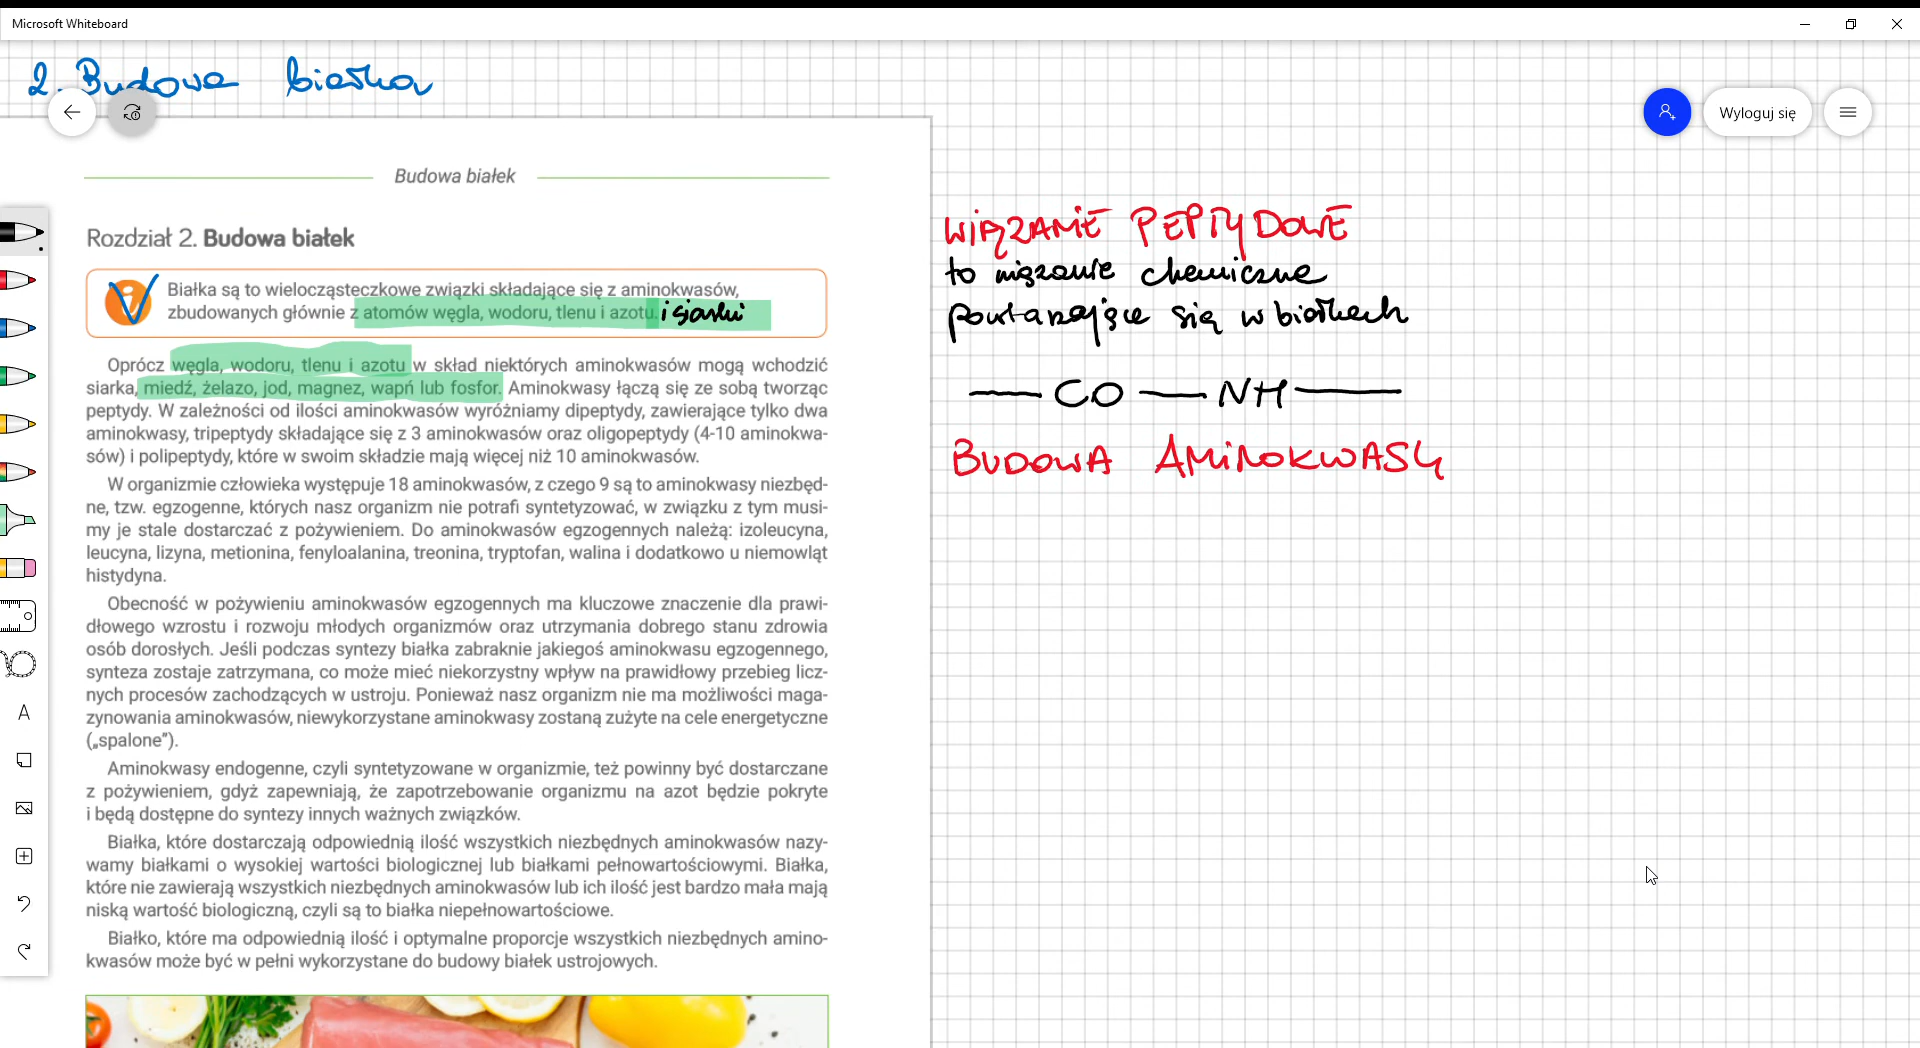 Microsoft Whiteboard
2. Budowa białka
Wyloguj się
Budowa białek
Rozdział 2. Budowa białek
Białka są to wielocząsteczkowe związki składające się z aminokwasów,
zbudowanych głównie z atomów węgla, wodoru, tlenu i azotu. i siarki
Oprócz węgla, wodoru, tlenu i azotu w skład niektórych aminokwasów mogą wchodzić
siarka, miedź, żelazo, jod, magnez, wapń lub fosfor. Aminokwasy łączą się ze sobą tworząc
peptydy. W zależności od ilości aminokwasów wyróżniamy dipeptydy, zawierające tylko dwa
aminokwasy, tripeptydy składające się z 3 aminokwasów oraz oligopeptydy (4-10 aminokwa-
sów) i polipeptydy, które w swoim składzie mają więcej niż 10 aminokwasów.
W organizmie człowieka występuje 18 aminokwasów, z czego 9 są to aminokwasy niezbęd-
ne, tzw. egzogenne, których nasz organizm nie potrafi syntetyzować, w związku z tym musi-
my je stale dostarczać z pożywieniem. Do aminokwasów egzogennych należą: izoleucyna,
leucyna, lizyna, metionina, fenyloalanina, treonina, tryptofan, walina i dodatkowo u niemowląt
histydyna.
Obecność w pożywieniu aminokwasów egzogennych ma kluczowe znaczenie dla prawi-
dłowego wzrostu i rozwoju młodych organizmów oraz utrzymania dobrego stanu zdrowia
osób dorosłych. Jeśli podczas syntezy białka zabraknie jakiegoś aminokwasu egzogennego,
synteza zostaje zatrzymana, co może mieć niekorzystny wpływ na prawidłowy przebieg licz-
nych procesów zachodzących w ustroju. Ponieważ nasz organizm nie ma możliwości maga-
zynowania aminokwasów, niewykorzystane aminokwasy zostaną zużyte na cele energetyczne
(„spalone”).
Aminokwasy endogenne, czyli syntetyzowane w organizmie, też powinny być dostarczane
z pożywieniem, gdyż zapewniają, że zapotrzebowanie organizmu na azot będzie pokryte
i będą dostępne do syntezy innych ważnych związków.
Białka, które dostarczają odpowiednią ilość wszystkich niezbędnych aminokwasów nazy-
wamy białkami o wysokiej wartości biologicznej lub białkami pełnowartościowymi. Białka,
które nie zawierają wszystkich niezbędnych aminokwasów lub ich ilość jest bardzo mała mają
niską wartość biologiczną, czyli są to białka niepełnowartościowe.
Białko, które ma odpowiednią ilość i optymalne proporcje wszystkich niezbędnych amino-
kwasów może być w pełni wykorzystane do budowy białek ustrojowych.
WIĄZANIE PEPTYDOWE
to wiązanie chemiczne
powtarzające się w białkach
— CO — NH —
BUDOWA AMINOKWASU